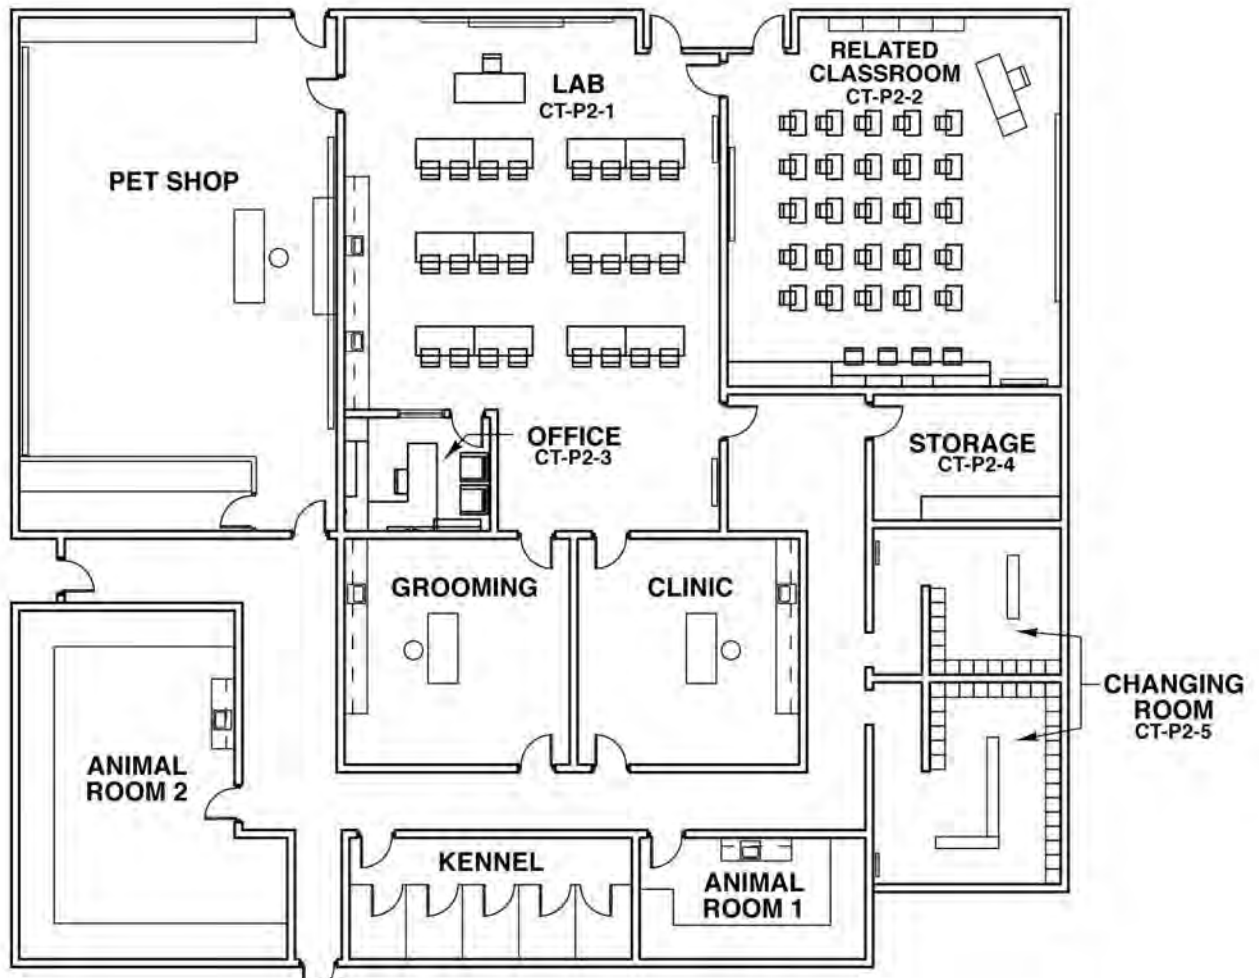 LAB
CT-P2-1
RELATED
CLASSROOM
CT-P2-2
PET SHOP
OFFICE
CT-P2-3
STORAGE
CT-P2-4
GROOMING
CLINIC
CHANGING
ROOM
CT-P2-5
ANIMAL
ROOM 2
KENNEL
ANIMAL
ROOM 1